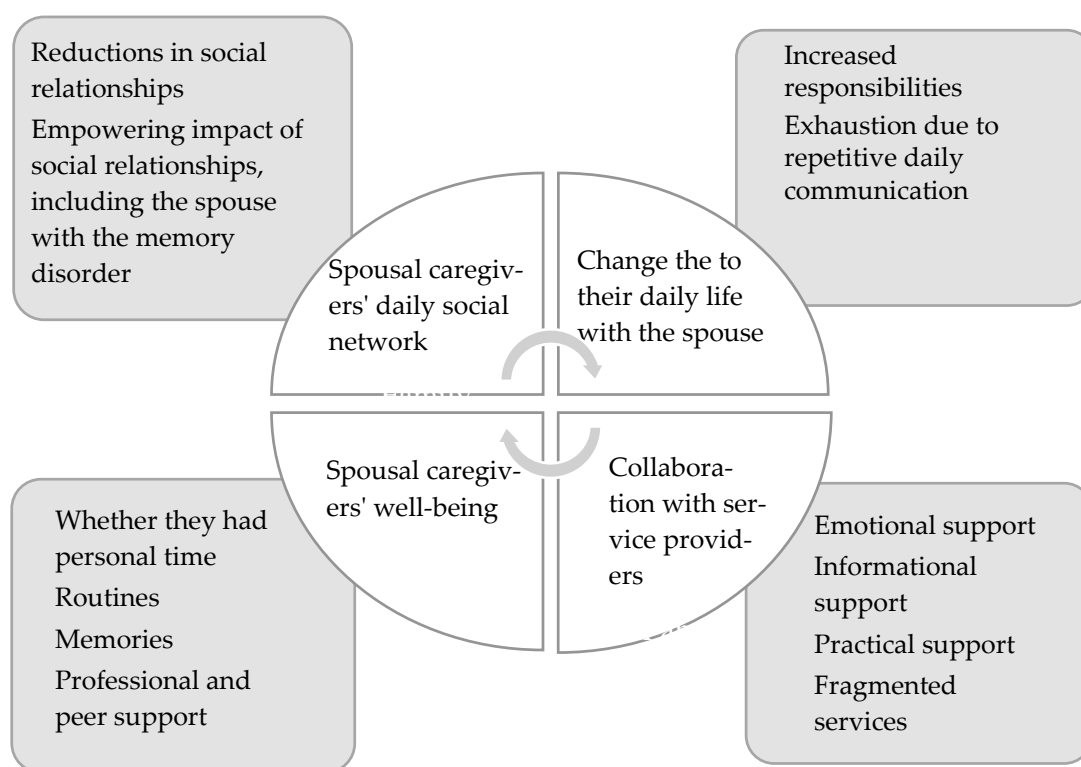 Reductions in social
relationships
Empowering impact of
social relationships,
including the spouse
with the memory
disorder
Increased
responsibilities
Exhaustion due to
repetitive daily
communication
Spousal caregiv-
ers' daily social
network
Change the to
their daily life
with the spouse
Spousal caregiv-
ers' well-being
Collabora-
tion with ser-
vice provid-
ers
Whether they had
personal time
Routines
Memories
Professional and
peer support
Emotional support
Informational
support
Practical support
Fragmented
services